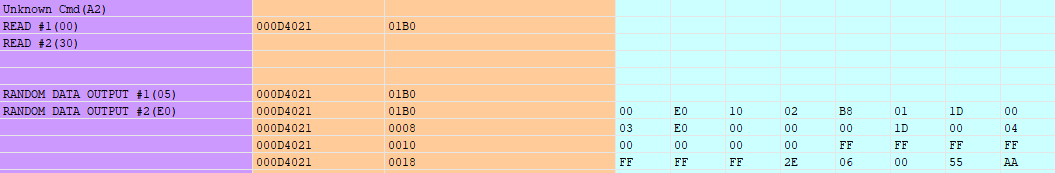 Unknown Cmd(A2)
READ #1(00) 000D4021 01B0
READ #2(30)
RANDOM DATA OUTPUT #1(05) 000D4021 01B0
RANDOM DATA OUTPUT #2(E0) 000D4021 01B0 00 E0 10 02 B8 01 1D 00
000D4021 0008 03 E0 00 00 00 1D 00 04
000D4021 0010 00 00 00 00 FF FF FF FF
000D4021 0018 FF FF FF 2E 06 00 55 AA